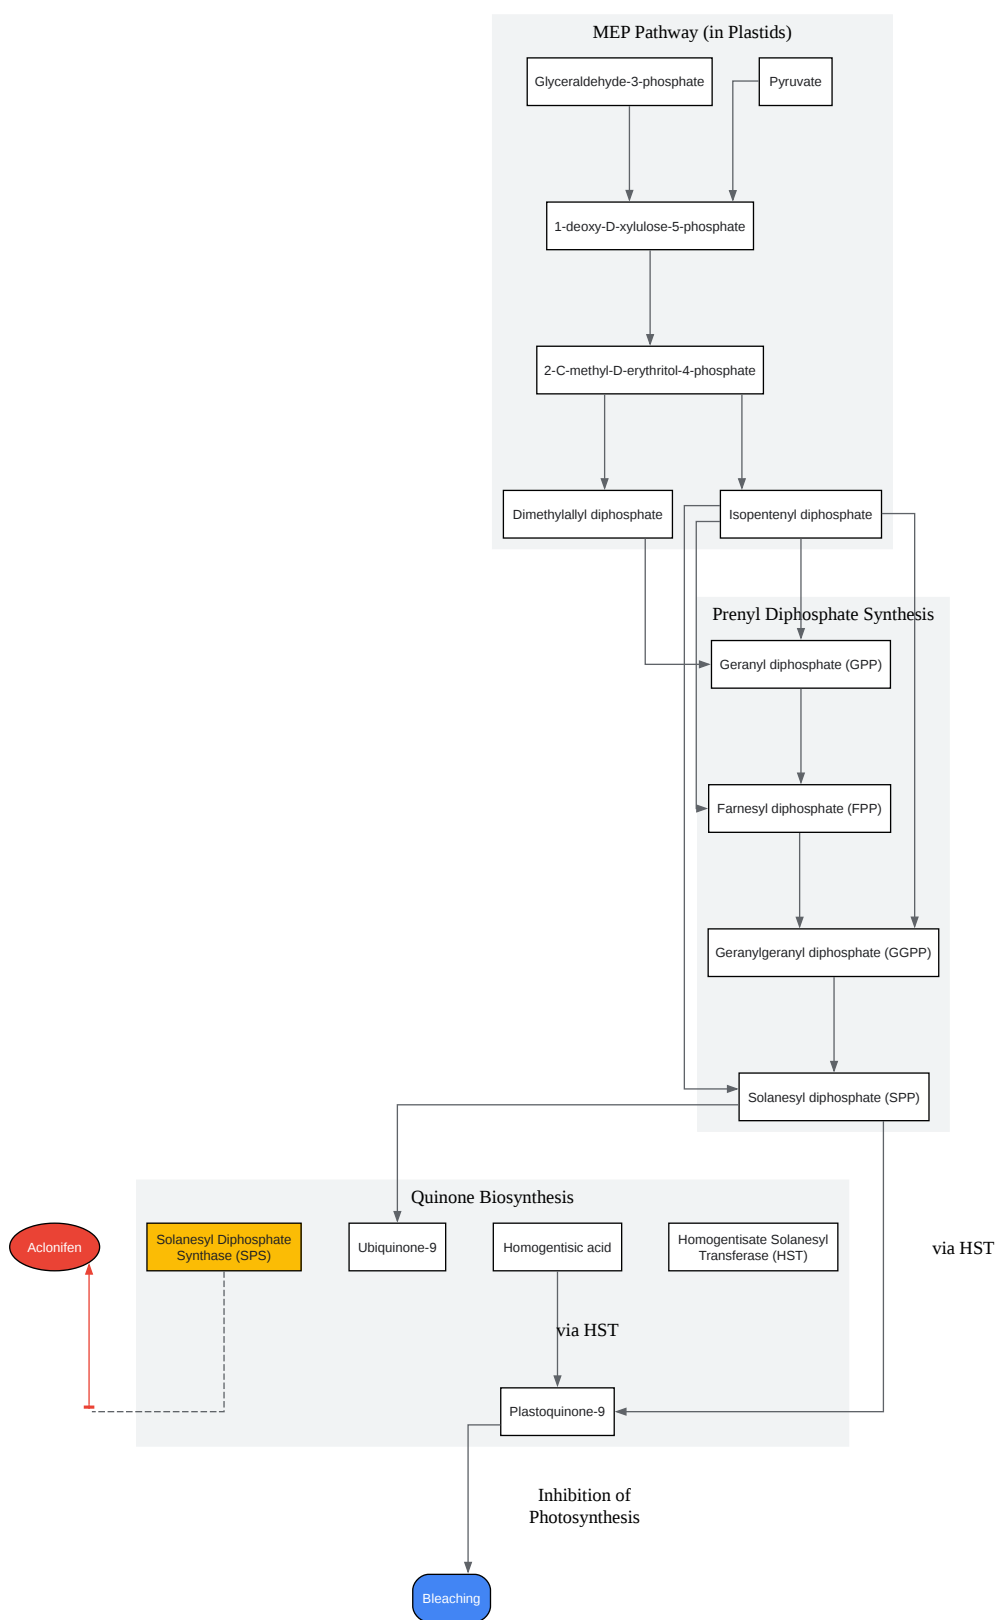 MEP Pathway (in Plastids)
Glyceraldehyde-3-phosphate
Pyruvate
1-deoxy-D-xylulose-5-phosphate
2-C-methyl-D-erythritol-4-phosphate
Dimethylallyl diphosphate
Isopentenyl diphosphate
Prenyl Diphosphate Synthesis
Geranyl diphosphate (GPP)
Farnesyl diphosphate (FPP)
Geranylgeranyl diphosphate (GGPP)
Solanesyl diphosphate (SPP)
Quinone Biosynthesis
Aclonifen
Solanesyl Diphosphate
Synthase (SPS)
Ubiquinone-9
Homogentisic acid
Homogentisate Solanesyl
Transferase (HST)
via HST
via HST
Plastoquinone-9
Inhibition of
Photosynthesis
Bleaching